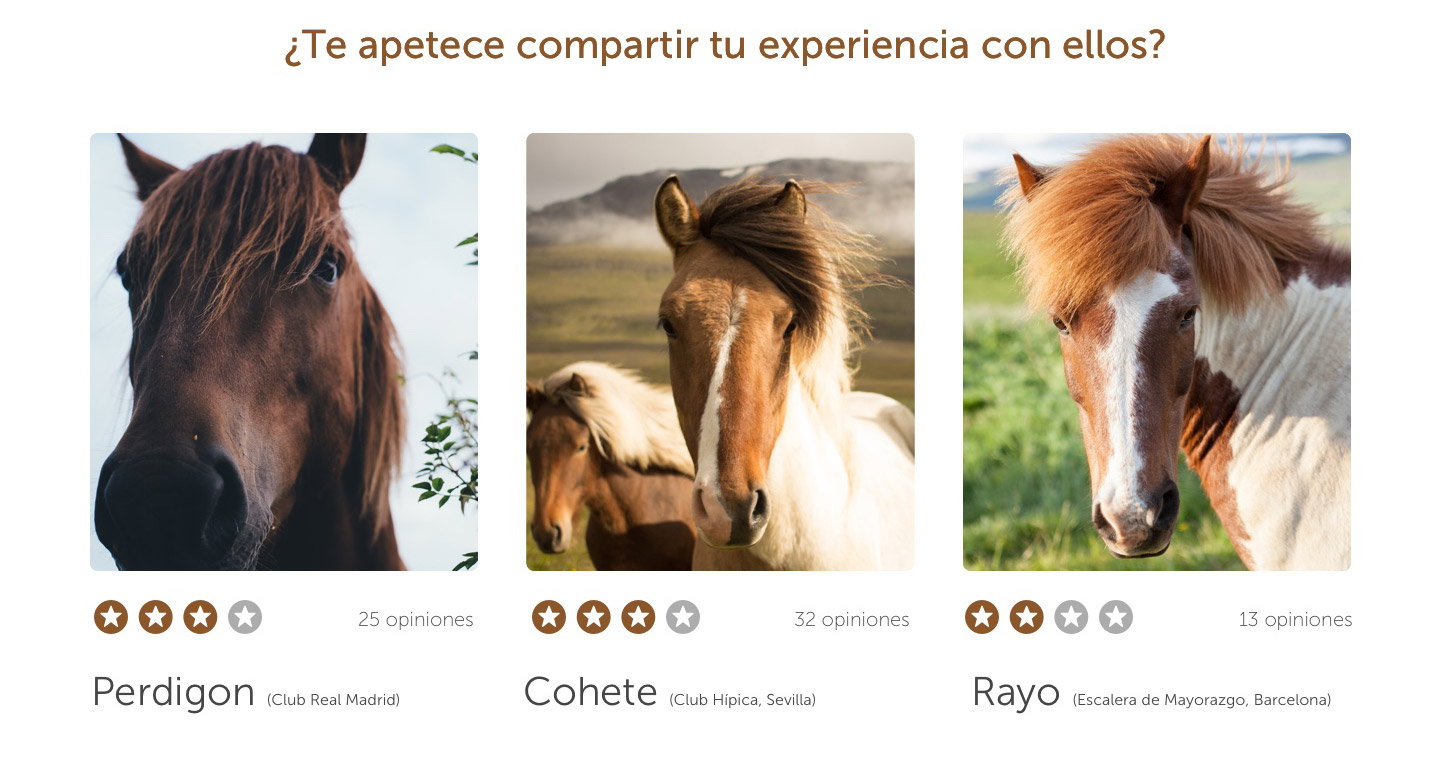 ¿Te apetece compartir tu experiencia con ellos?
25 opiniones
32 opiniones
13 opiniones
Perdigon (Club Real Madrid)
Cohete (Club Hípica, Sevilla)
Rayo (Escalera de Mayorazgo, Barcelona)